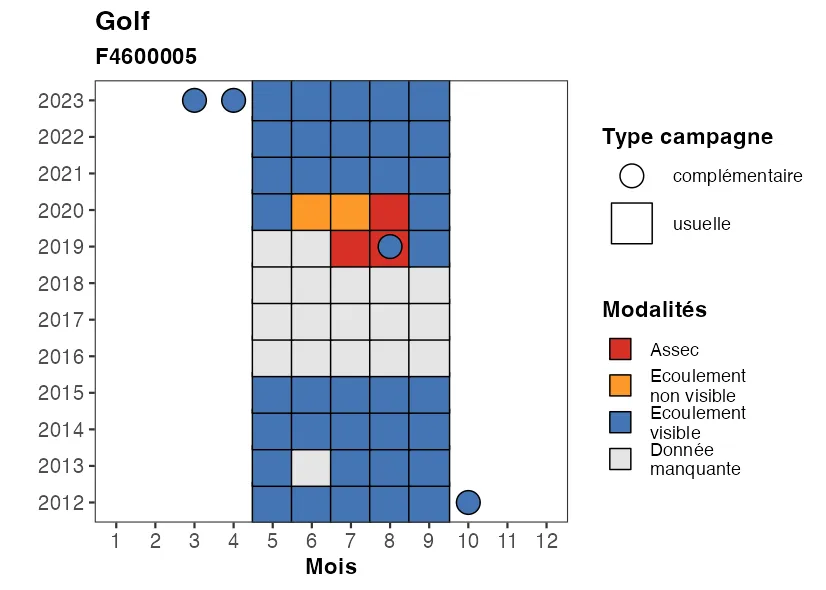 Golf
F4600005
2023
2022
2021
2020
2019
2018
2017
2016
2015
2014
2013
2012
1 2 3 4 5 6 7 8 9 10 11 12
Mois
Type campagne
complémentaire
usuelle
Modalités
Assec
Ecoulement
non visible
Ecoulement
visible
Donnée
manquante